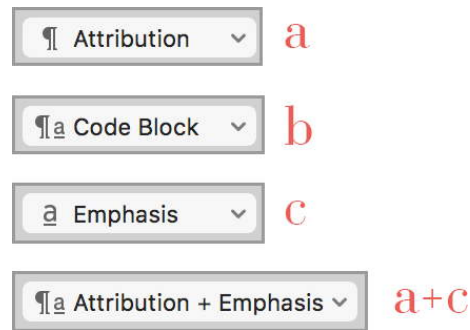 ¶ Attribution a
¶a Code Block b
a Emphasis c
¶a Attribution + Emphasis a+c